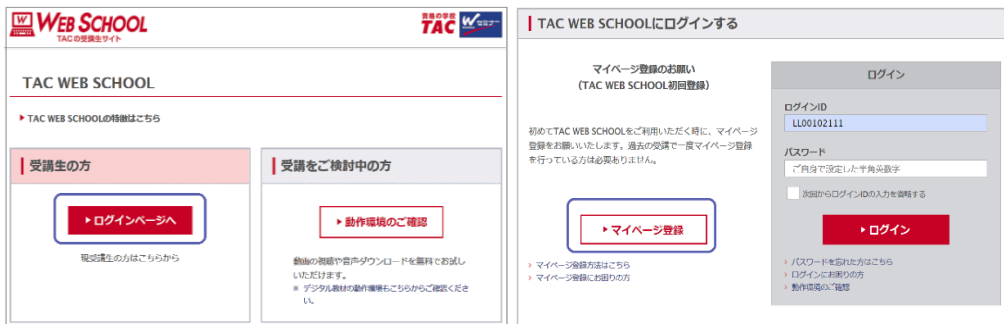 WEB SCHOOL
TACの受講生サイト
資格の学校
TAC
Wセミナー
TAC WEB SCHOOL
TAC WEB SCHOOLの特徴はこちら
受講生の方
ログインページへ
現受講生の方はこちらから
受講をご検討中の方
動作環境のご確認
動画の視聴や音声ダウンロードを無料でお試し
いただけます。
※ デジタル教材の動作環境もこちらからご確認くださ
い。
TAC WEB SCHOOLにログインする
マイページ登録のお願い
(TAC WEB SCHOOL初回登録)
初めてTAC WEB SCHOOLをご利用いただく時に、マイページ
登録をお願いいたします。過去の受講で一度マイページ登録
を行っている方は必要ありません。
マイページ登録
マイページ登録方法はこちら
マイページ登録にお困りの方
ログイン
ログインID
LL00102111
パスワード
ご自身で設定した半角英数字
次回からログインIDの入力を省略する
ログイン
パスワードを忘れた方はこちら
ログインにお困りの方
動作環境のご確認